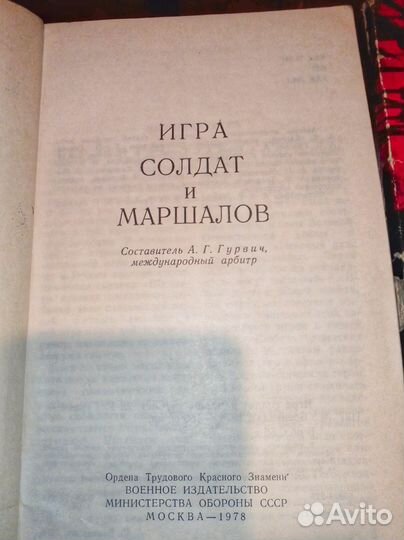 ИГРА
СОЛДАТ
и
МАРШАЛОВ
Составитель А. Г. Гурвич,
международный арбитр
Ордена Трудового Красного Знамени
ВОЕННОЕ ИЗДАТЕЛЬСТВО
МИНИСТЕРСТВА ОБОРОНЫ СССР
МОСКВА—1978
Avito